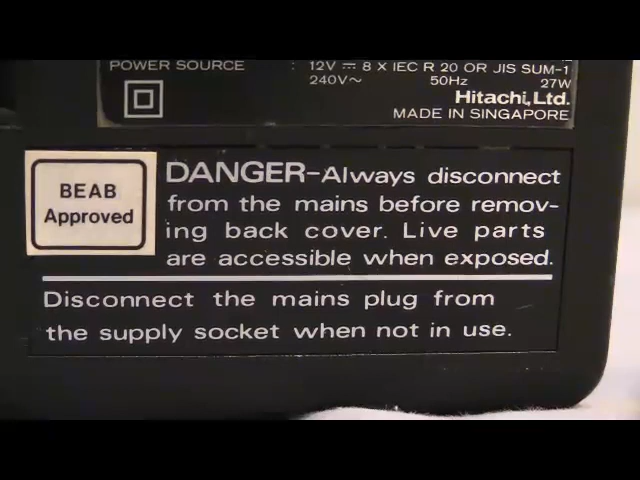 POWER SOURCE : 12V ⎓ 8 X IEC R 20 OR JIS SUM-1
240V～ 50Hz 27W
Hitachi, Ltd.
MADE IN SINGAPORE
BEAB
Approved
DANGER-Always disconnect
from the mains before remov-
ing back cover. Live parts
are accessible when exposed.
Disconnect the mains plug from
the supply socket when not in use.